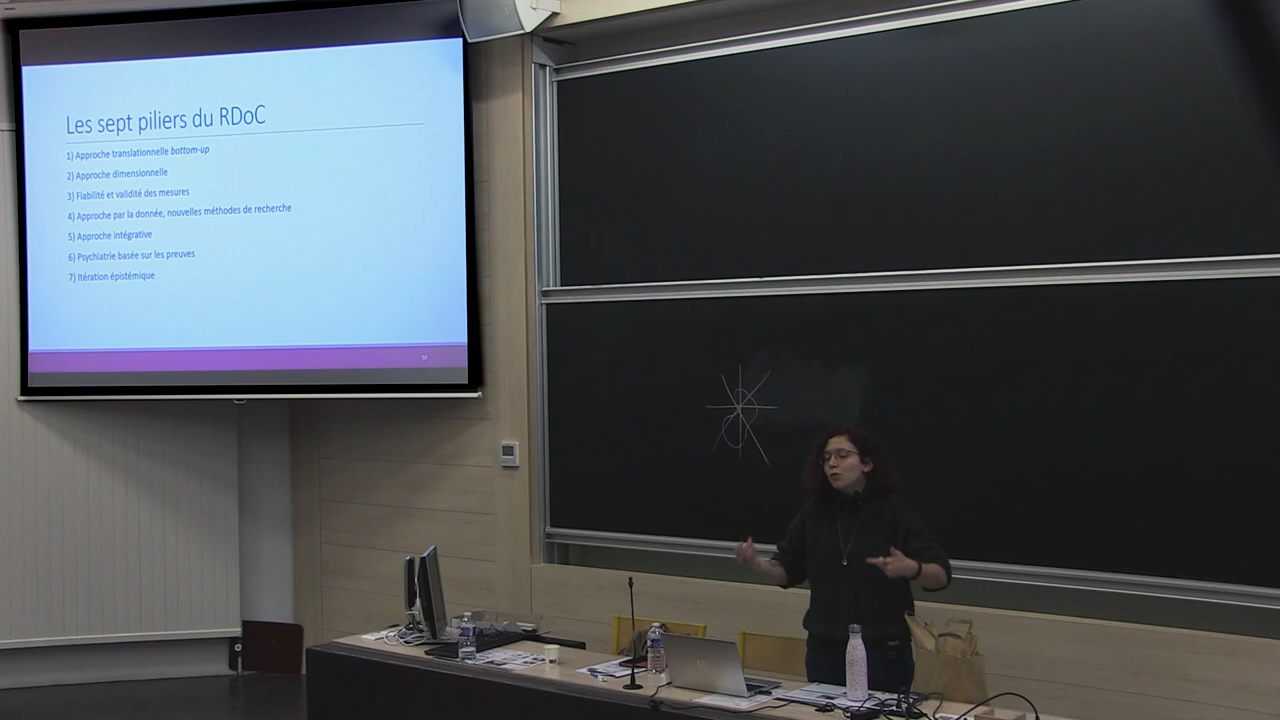 Les sept piliers du RDoC
1) Approche translationnelle bottom-up
2) Approche dimensionnelle
3) Fiabilité et validité des mesures
4) Approche par la donnée, nouvelles méthodes de recherche
5) Approche intégrative
6) Psychiatrie basée sur les preuves
7) Itération épistémique